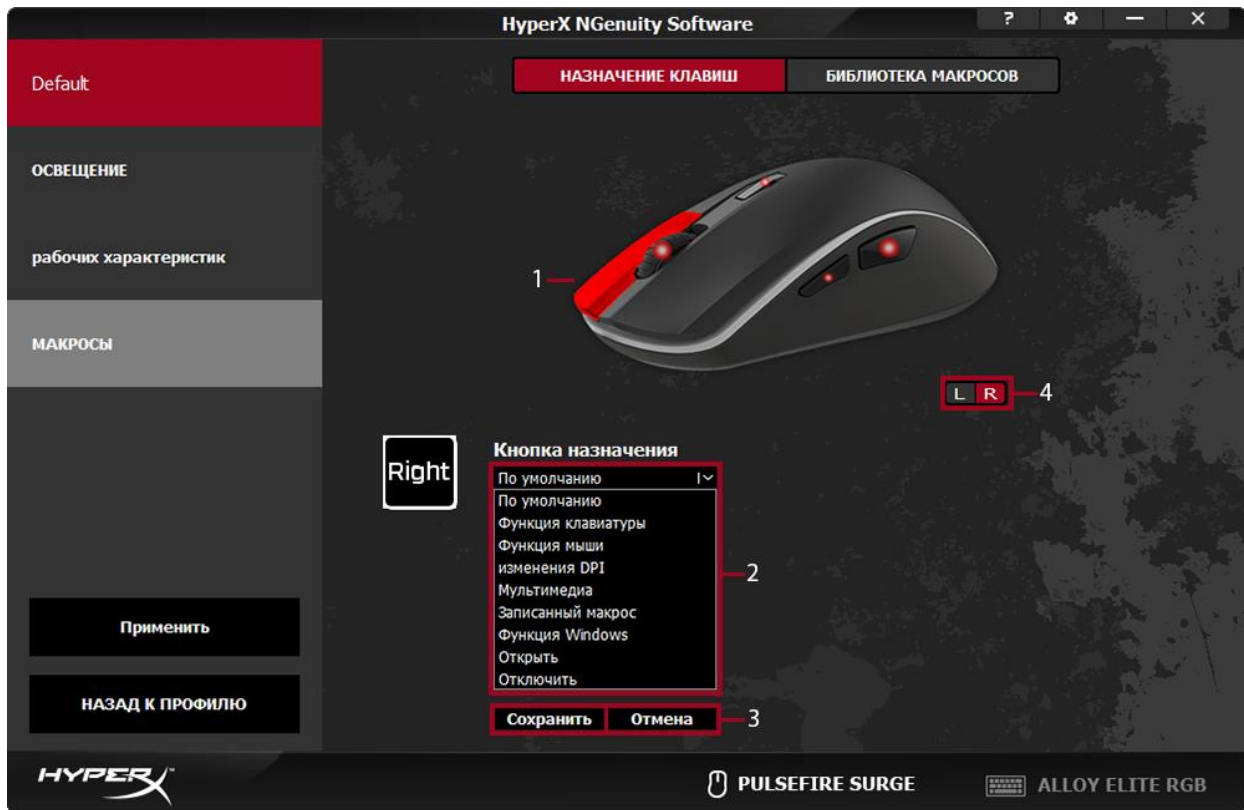 HyperX NGenuity Software
?
Default
ОСВЕЩЕНИЕ
рабочих характеристик
МАКРОСЫ
Применить
НАЗАД К ПРОФИЛЮ
НАЗНАЧЕНИЕ КЛАВИШ
БИБЛИОТЕКА МАКРОСОВ
1
L R
4
Right
Кнопка назначения
По умолчанию
По умолчанию
Функция клавиатуры
Функция мыши
изменения DPI
Мультимедиа
Записанный макрос
Функция Windows
Открыть
Отключить
2
Сохранить Отмена
3
HYPERX
PULSEFIRE SURGE
ALLOY ELITE RGB